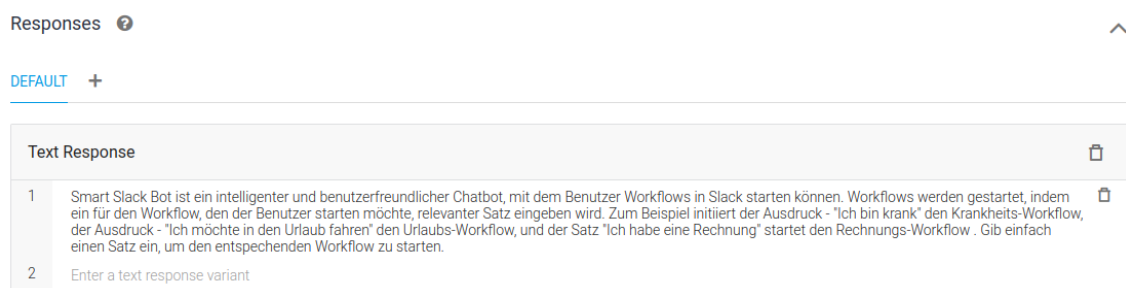 Responses
DEFAULT +
Text Response
1 Smart Slack Bot ist ein intelligenter und benutzerfreundlicher Chatbot, mit dem Benutzer Workflows in Slack starten können. Workflows werden gestartet, indem
ein für den Workflow, den der Benutzer starten möchte, relevanter Satz eingeben wird. Zum Beispiel initiiert der Ausdruck - "Ich bin krank" den Krankheits-Workflow,
der Ausdruck - "Ich möchte in den Urlaub fahren" den Urlaubs-Workflow, und der Satz "Ich habe eine Rechnung" startet den Rechnungs-Workflow . Gib einfach
einen Satz ein, um den entspechenden Workflow zu starten.
2 Enter a text response variant